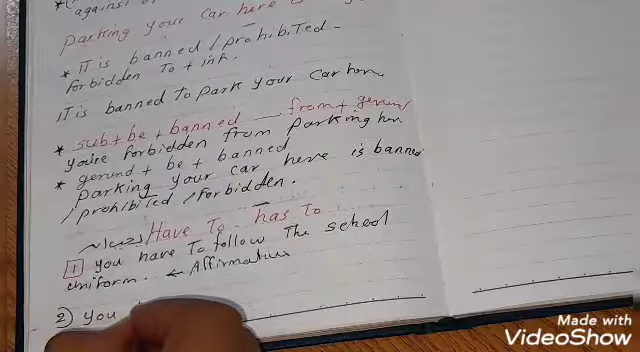 against
parking your car here
* IT is banned / prohibited -
forbidden To + inf.
IT is banned To park your car here
* sub + be + banned .... from + gerund
you're forbidden from parking here.
* gerund + be + banned
parking your car here is banned
/ prohibited / forbidden.
Have To .. has To
1 you have To follow The school
uniform. ← Affirmative
2) you
Made with
VideoShow